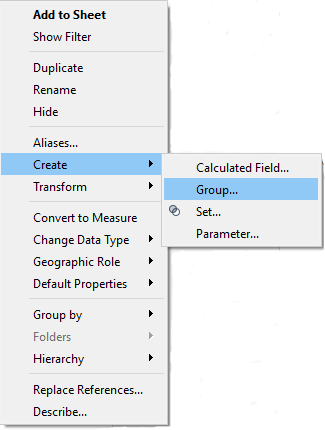 Add to Sheet
Show Filter
Duplicate
Rename
Hide
Aliases...
Create
Transform
Convert to Measure
Change Data Type
Geographic Role
Default Properties
Group by
Folders
Hierarchy
Replace References...
Describe...
Calculated Field...
Group...
Set...
Parameter...